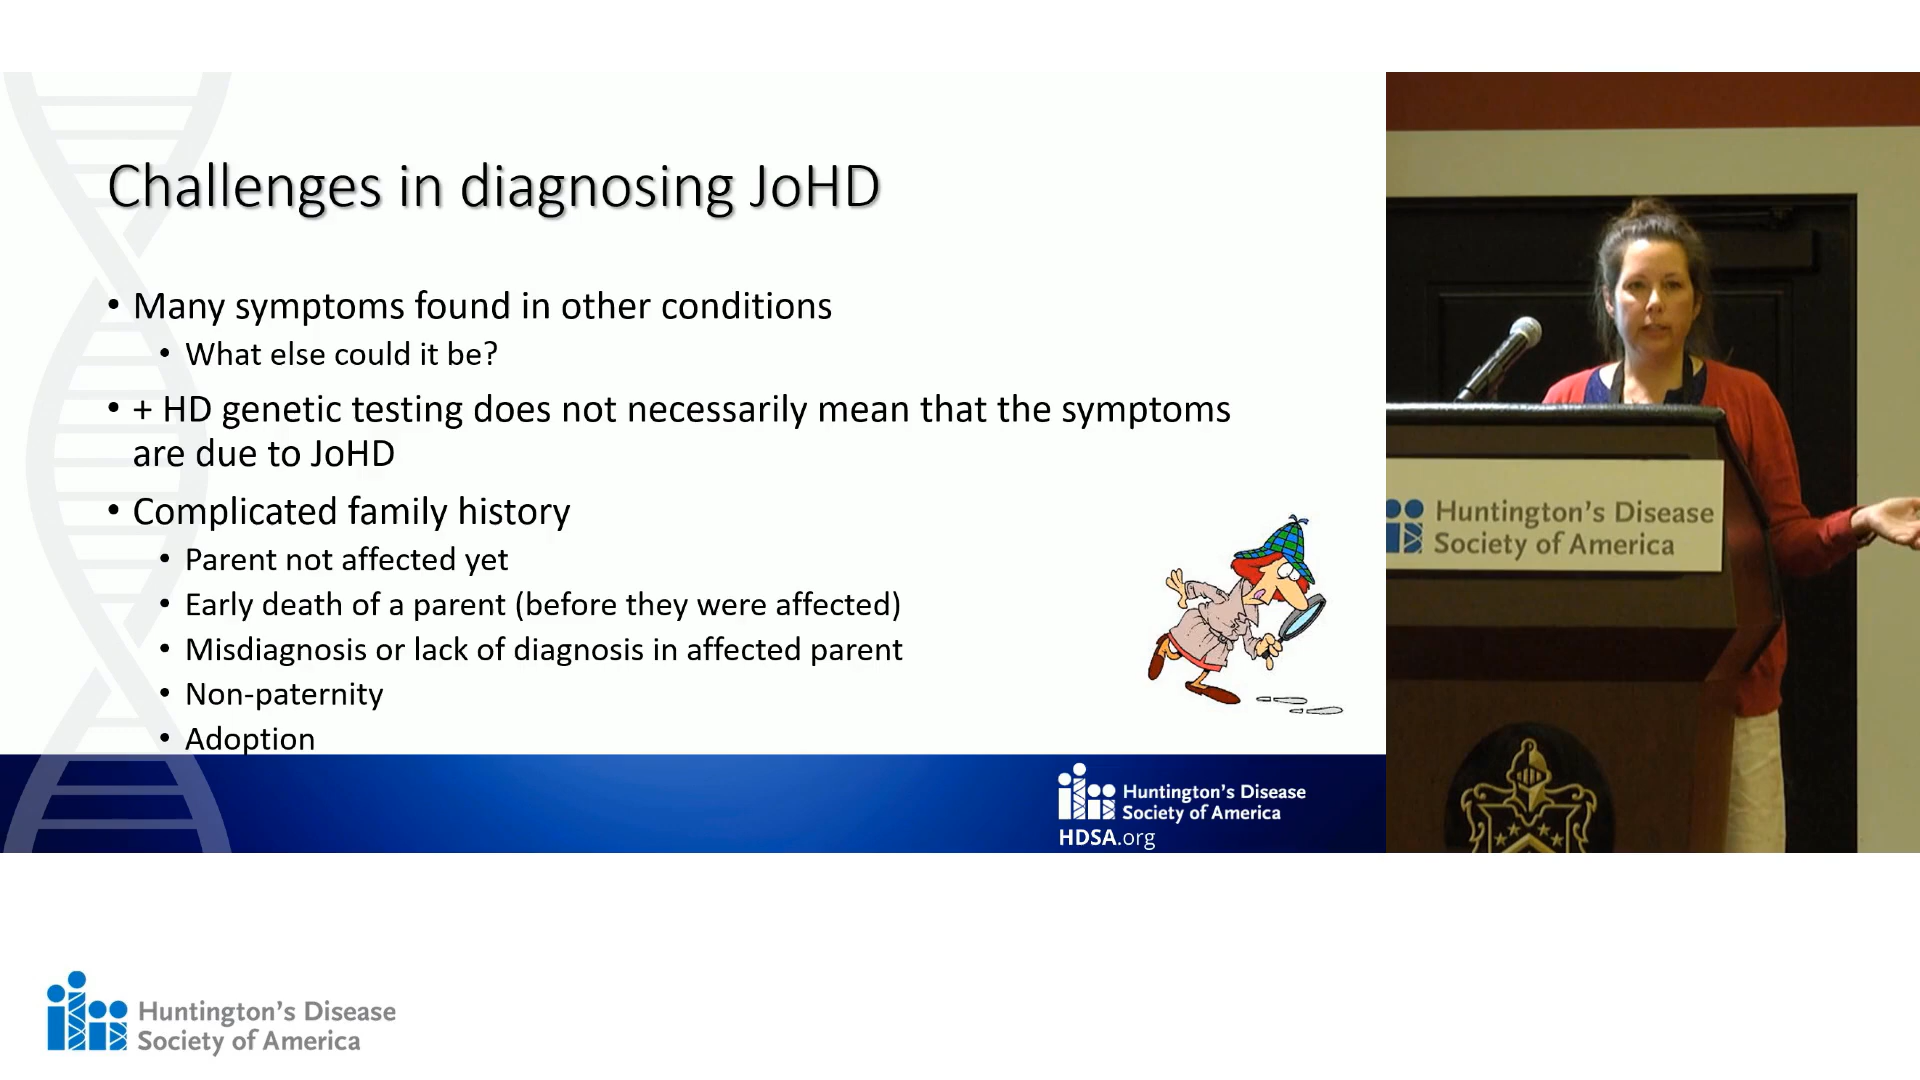 Challenges in diagnosing JoHD
• Many symptoms found in other conditions
• What else could it be?
• + HD genetic testing does not necessarily mean that the symptoms
are due to JoHD
• Complicated family history
• Parent not affected yet
• Early death of a parent (before they were affected)
• Misdiagnosis or lack of diagnosis in affected parent
• Non-paternity
• Adoption
Huntington's Disease
Society of America
HDSA.org
Huntington's Disease
Society of America
Huntington's Disease
Society of America